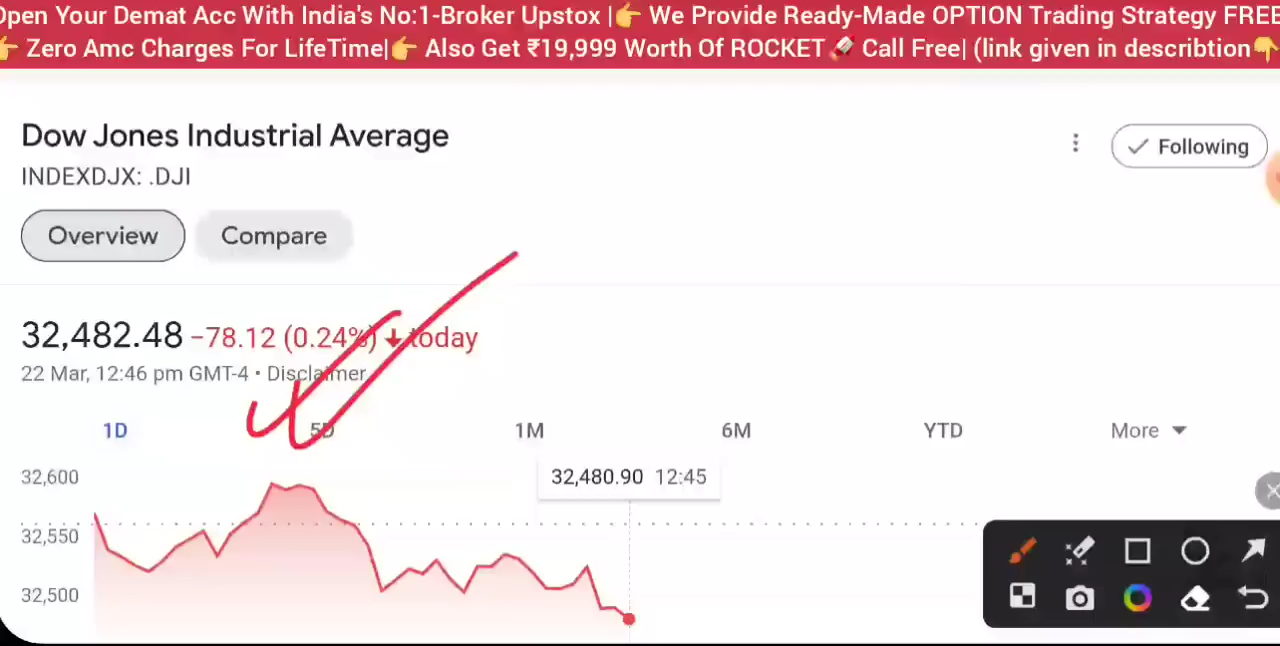 Open Your Demat Acc With India's No:1-Broker Upstox |👉 We Provide Ready-Made OPTION Trading Strategy FREE
👉 Zero Amc Charges For LifeTime|👉 Also Get ₹19,999 Worth Of ROCKET🚀 Call Free| (link given in describtion👇
Dow Jones Industrial Average
Following
INDEXDJX: .DJI
Overview Compare
32,482.48 −78.12 (0.24%) ↓ today
22 Mar, 12:46 pm GMT-4 • Disclaimer
1D 5D 1M 6M YTD More
32,600
32,480.90 12:45
32,550
32,500